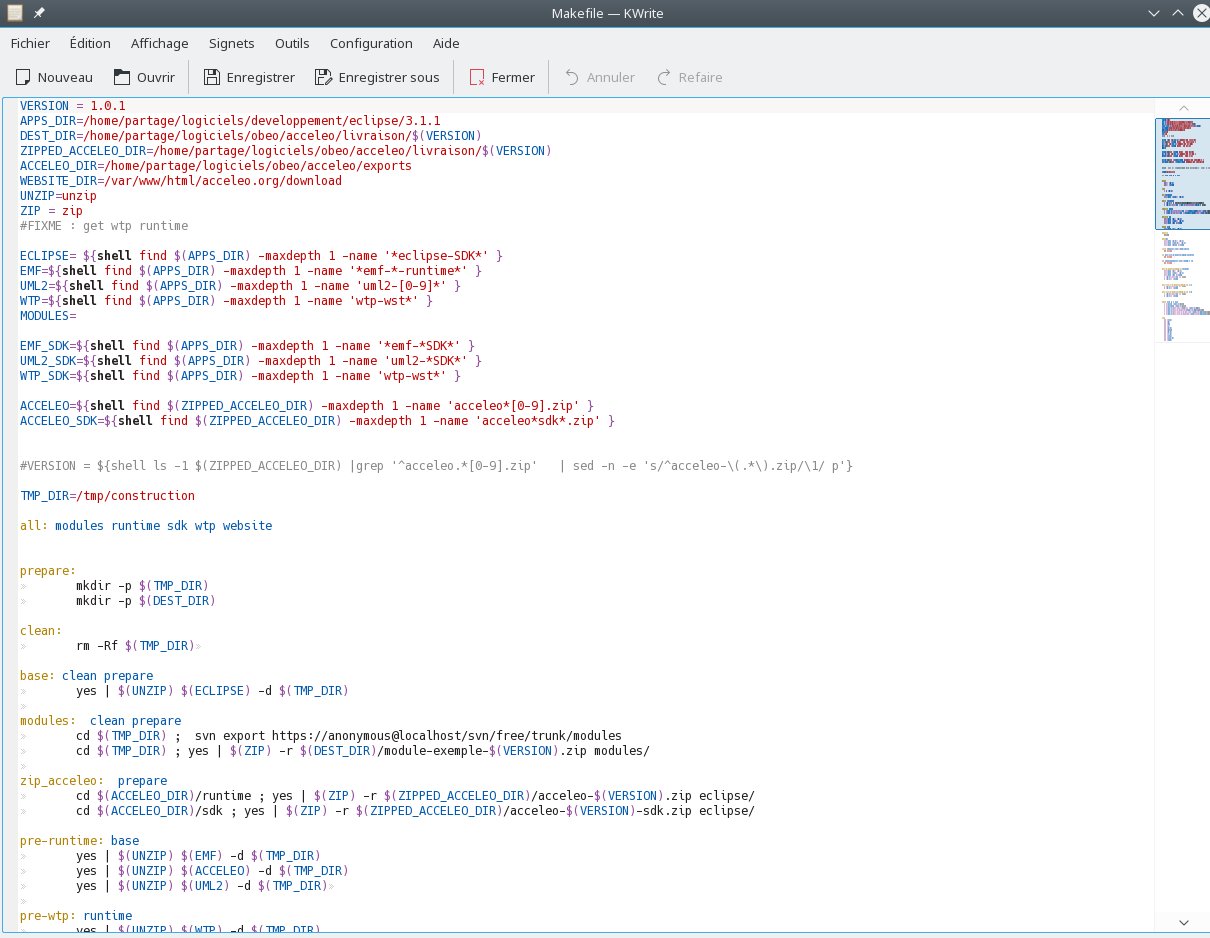 Makefile — KWrite
Fichier Édition Affichage Signets Outils Configuration Aide
Nouveau Ouvrir Enregistrer Enregistrer sous Fermer Annuler Refaire
VERSION = 1.0.1
APPS_DIR=/home/partage/logiciels/developpement/eclipse/3.1.1
DEST_DIR=/home/partage/logiciels/obeo/acceleo/livraison/$(VERSION)
ZIPPED_ACCELEO_DIR=/home/partage/logiciels/obeo/acceleo/livraison/$(VERSION)
ACCELEO_DIR=/home/partage/logiciels/obeo/acceleo/exports
WEBSITE_DIR=/var/www/html/acceleo.org/download
UNZIP=unzip
ZIP = zip
#FIXME : get wtp runtime
ECLIPSE= ${shell find $(APPS_DIR) -maxdepth 1 -name '*eclipse-SDK*' }
EMF=${shell find $(APPS_DIR) -maxdepth 1 -name '*emf-*-runtime*' }
UML2=${shell find $(APPS_DIR) -maxdepth 1 -name 'uml2-[0-9]*' }
WTP=${shell find $(APPS_DIR) -maxdepth 1 -name 'wtp-wst*' }
MODULES=
EMF_SDK=${shell find $(APPS_DIR) -maxdepth 1 -name '*emf-*SDK*' }
UML2_SDK=${shell find $(APPS_DIR) -maxdepth 1 -name 'uml2-*SDK*' }
WTP_SDK=${shell find $(APPS_DIR) -maxdepth 1 -name 'wtp-wst*' }
ACCELEO=${shell find $(ZIPPED_ACCELEO_DIR) -maxdepth 1 -name 'acceleo*[0-9].zip' }
ACCELEO_SDK=${shell find $(ZIPPED_ACCELEO_DIR) -maxdepth 1 -name 'acceleo*sdk*.zip' }
#VERSION = ${shell ls -1 $(ZIPPED_ACCELEO_DIR) |grep '^acceleo.*[0-9].zip'   | sed -n -e 's/^acceleo-\(.*\).zip/\1/ p'}
TMP_DIR=/tmp/construction
all: modules runtime sdk wtp website
prepare:
mkdir -p $(TMP_DIR)
mkdir -p $(DEST_DIR)
clean:
rm -Rf $(TMP_DIR)
base: clean prepare
yes | $(UNZIP) $(ECLIPSE) -d $(TMP_DIR)
modules:  clean prepare
cd $(TMP_DIR) ;  svn export https://anonymous@localhost/svn/free/trunk/modules
cd $(TMP_DIR) ; yes | $(ZIP) -r $(DEST_DIR)/module-exemple-$(VERSION).zip modules/
zip_acceleo:  prepare
cd $(ACCELEO_DIR)/runtime ; yes | $(ZIP) -r $(ZIPPED_ACCELEO_DIR)/acceleo-$(VERSION).zip eclipse/
cd $(ACCELEO_DIR)/sdk ; yes | $(ZIP) -r $(ZIPPED_ACCELEO_DIR)/acceleo-$(VERSION)-sdk.zip eclipse/
pre-runtime: base
yes | $(UNZIP) $(EMF) -d $(TMP_DIR)
yes | $(UNZIP) $(ACCELEO) -d $(TMP_DIR)
yes | $(UNZIP) $(UML2) -d $(TMP_DIR)
pre-wtp: runtime
yes | $(UNZIP) $(WTP) -d $(TMP_DIR)